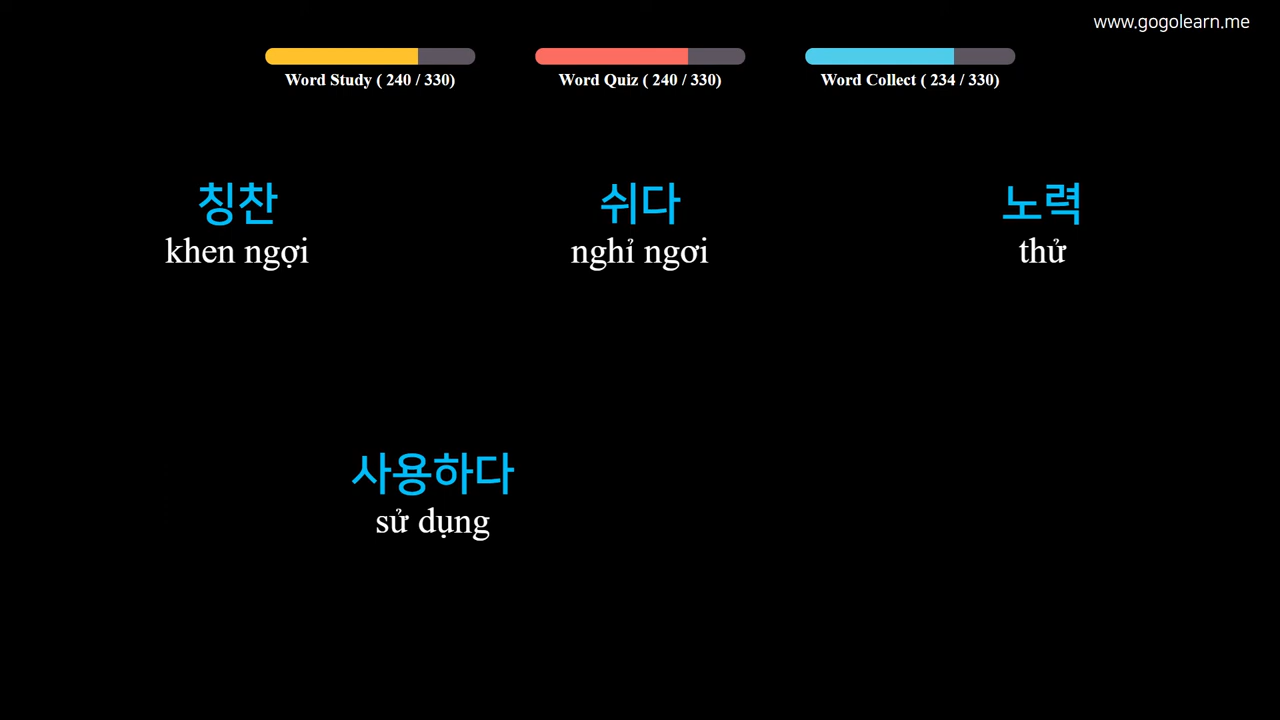 www.gogolearn.me
Word Study ( 240 / 330)
Word Quiz ( 240 / 330)
Word Collect ( 234 / 330)
칭찬
khen ngợi
쉬다
nghỉ ngơi
노력
thử
사용하다
sử dụng